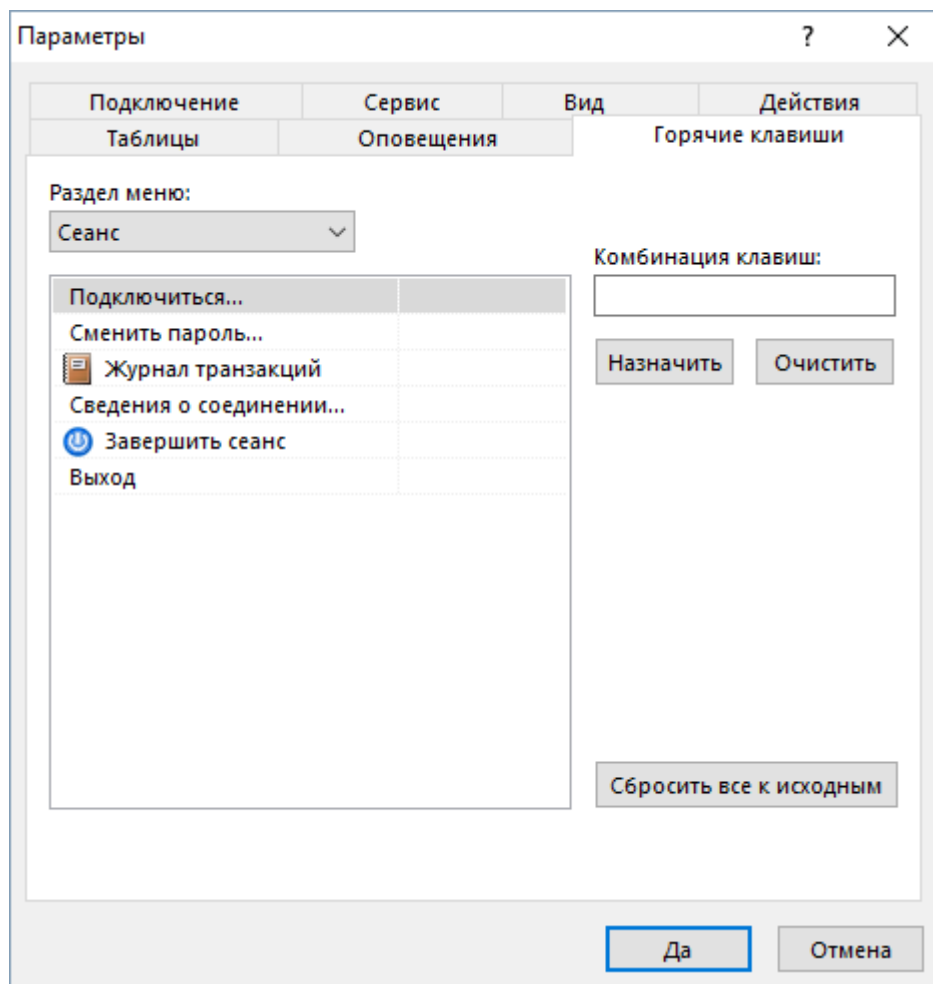 Параметры
?
Подключение Сервис Вид Действия
Таблицы Оповещения Горячие клавиши
Раздел меню:
Сеанс
Комбинация клавиш:
Подключиться...
Сменить пароль...
Назначить Очистить
Журнал транзакций
Сведения о соединении...
Завершить сеанс
Выход
Сбросить все к исходным
Да Отмена